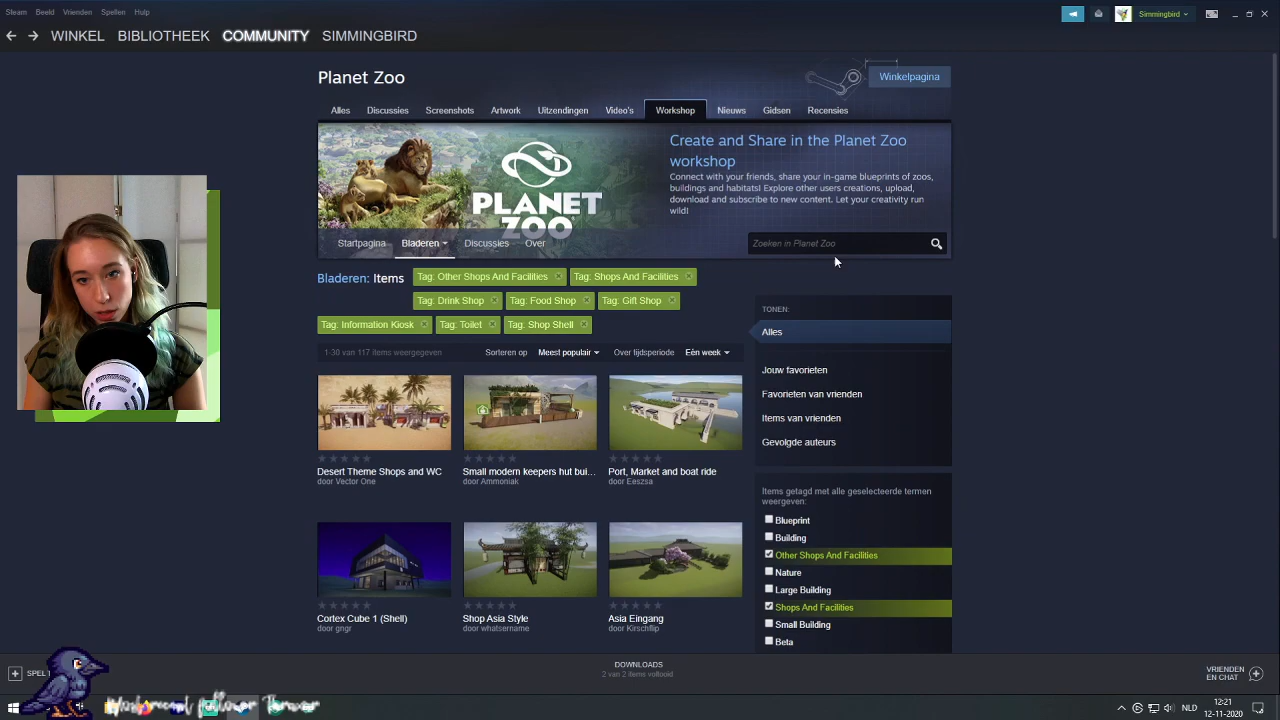 Steam Beeld Vrienden Spellen Hulp
Simmingbird
WINKEL BIBLIOTHEEK COMMUNITY SIMMINGBIRD
Planet Zoo
Winkelpagina
Alles Discussies Screenshots Artwork Uitzendingen Video's Workshop Nieuws Gidsen Recensies
PLANET
ZOO
Create and Share in the Planet Zoo
workshop
Connect with your friends, share your in-game blueprints of zoos,
buildings and habitats! Explore other users creations, upload,
download and subscribe to new content. Let your creativity run
wild!
Startpagina Bladeren Discussies Over
Zoeken in Planet Zoo
Bladeren: Items
Tag: Other Shops And Facilities Tag: Shops And Facilities
Tag: Drink Shop Tag: Food Shop Tag: Gift Shop
Tag: Information Kiosk Tag: Toilet Tag: Shop Shell
1-30 van 117 items weergegeven
Sorteren op Meest populair Over tijdsperiode Eén week
Desert Theme Shops and WC
door Vector One
Small modern keepers hut bui...
door Ammoniak
Port, Market and boat ride
door Eeszsa
Cortex Cube 1 (Shell)
door gngr
Shop Asia Style
door whatsername
Asia Eingang
door Kirschflip
TONEN:
Alles
Jouw favorieten
Favorieten van vrienden
Items van vrienden
Gevolgde auteurs
Items getagd met alle geselecteerde termen
weergeven:
Blueprint
Building
Other Shops And Facilities
Nature
Large Building
Shops And Facilities
Small Building
Beta
SPEL
DOWNLOADS
2 van 2 items voltooid
VRIENDEN
EN CHAT
NLD
12:21
12-11-2020